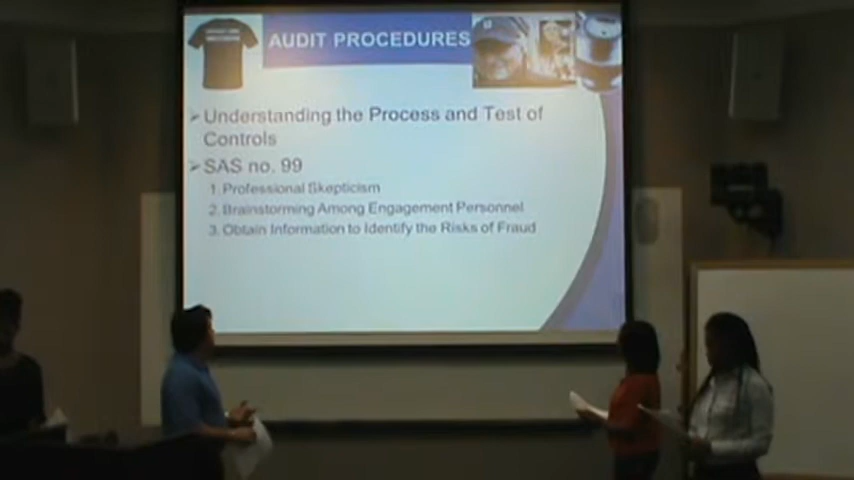 AUDIT PROCEDURES
➢Understanding the Process and Test of
Controls
➢SAS no. 99
1. Professional Skepticism
2. Brainstorming Among Engagement Personnel
3. Obtain Information to Identify the Risks of Fraud